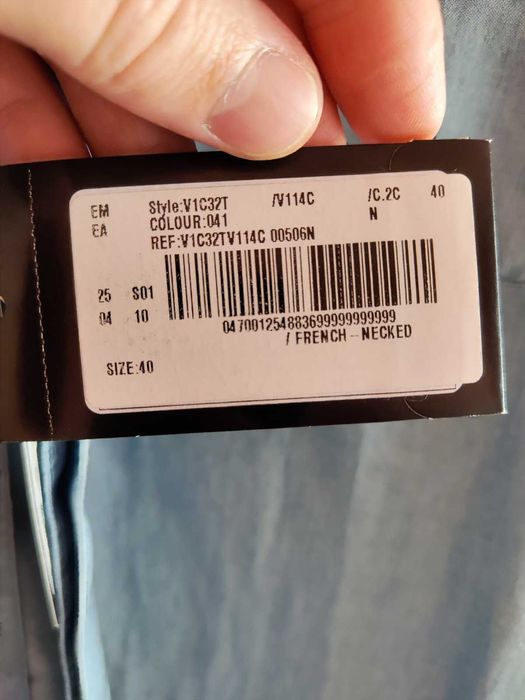 EM Style:V1C32T /V114C /C.2C 40
EA COLOUR:041 N
REF:V1C32TV114C 00506N
25 S01
04 10
04700125488369999999999
/ FRENCH - NECKED
SIZE:40